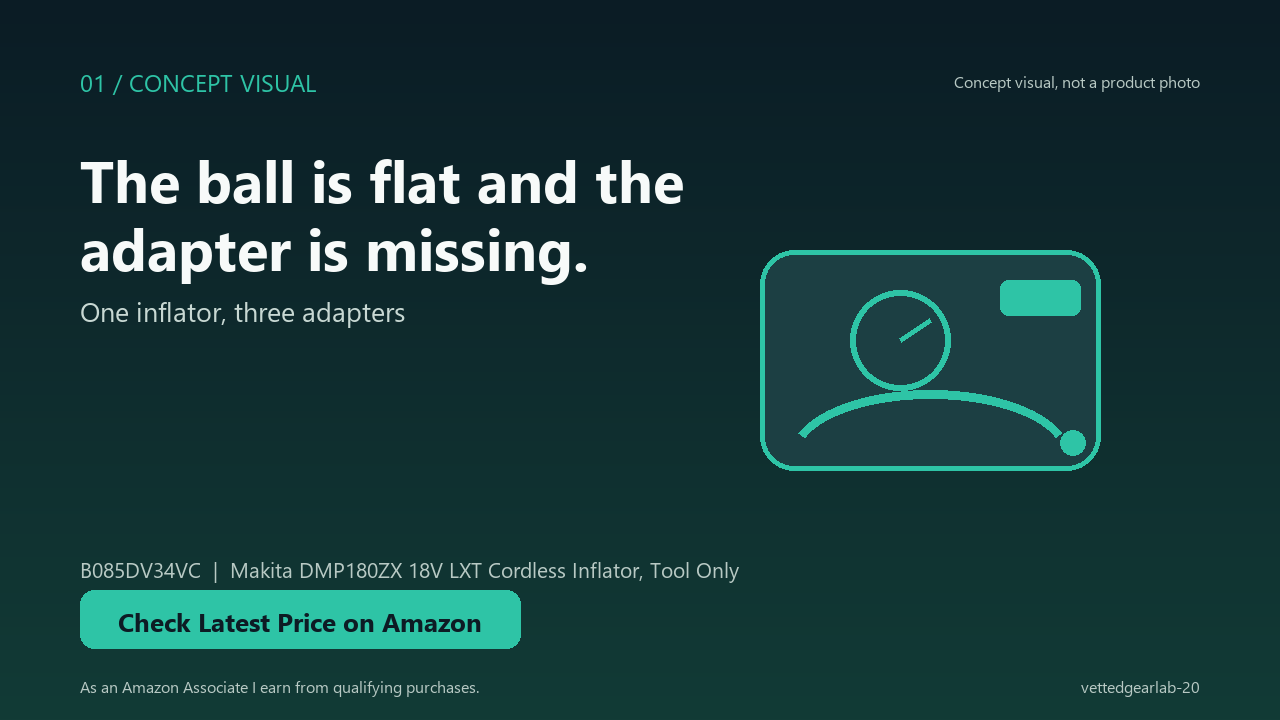 01 / CONCEPT VISUAL
Concept visual, not a product photo
The ball is flat and the
adapter is missing.
One inflator, three adapters
B085DV34VC | Makita DMP180ZX 18V LXT Cordless Inflator, Tool Only
Check Latest Price on Amazon
As an Amazon Associate I earn from qualifying purchases.
vettedgearlab-20